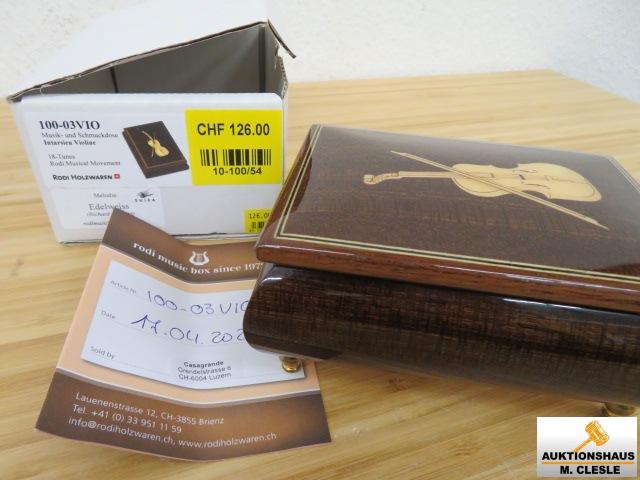 100-03VIO
Musik- und Schmuckdose
Intarsien Violine
18-Tunes
Rodi Musical Movement
RODI HOLZWAREN
CHF 126.00
10-100/54
Melodie
Edelweiss
(Richard
126.0
rodi music box since 197
Article Nr.
100-03VIO
Date
17.04.202
Sold by
Casagrande
Grendelstrasse 6
CH-6004 Luzern
Lauenenstrasse 12, CH-3855 Brienz
Tel. +41 (0) 33 951 11 59
info@rodiholzwaren.ch, www.rodiholzwaren.ch
AUKTIONSHAUS
M. CLESLE